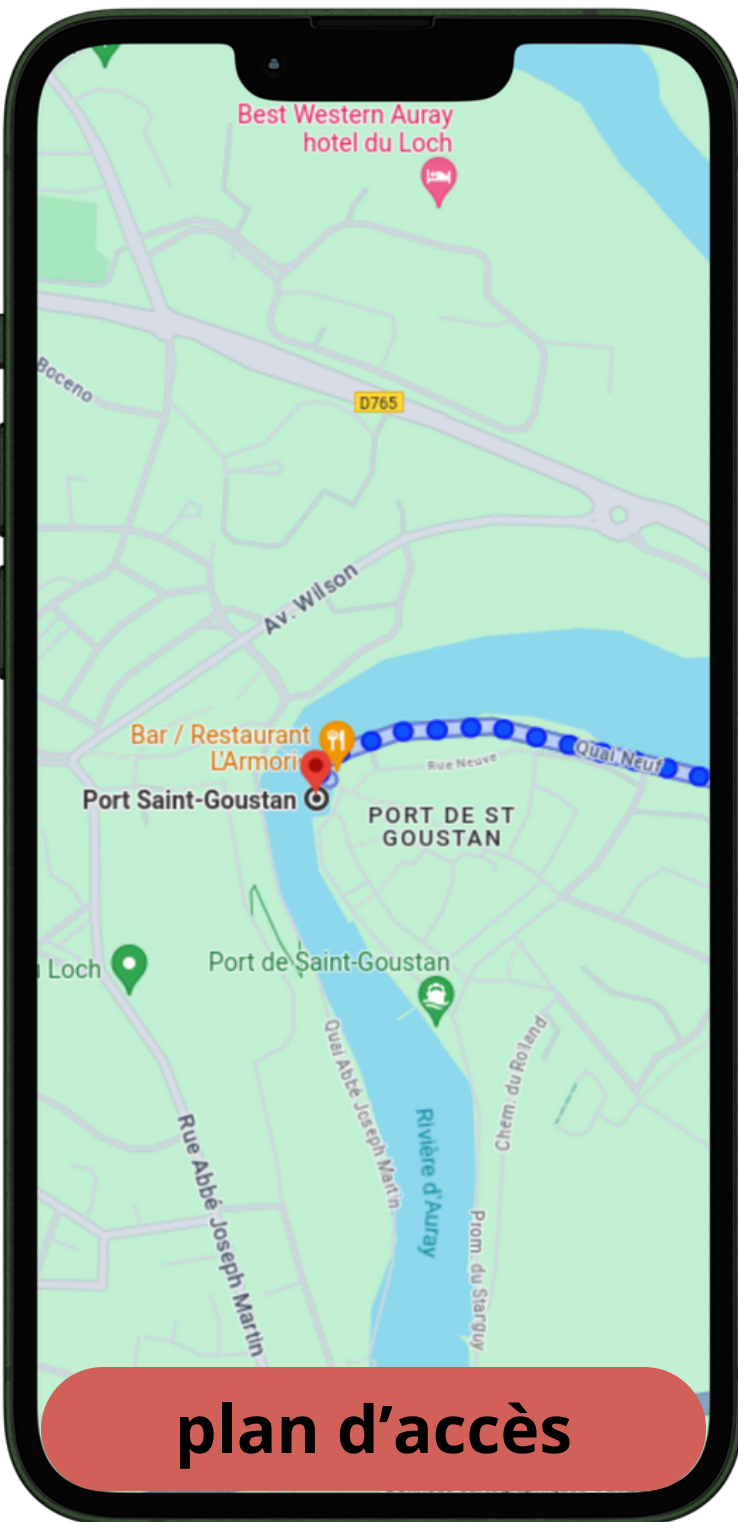 Best Western Auray
hotel du Loch
Boceno
D765
Av. Wilson
Bar / Restaurant
L'Armori
Quai Neuf
Rue Neuve
Port Saint-Goustan
PORT DE ST
GOUSTAN
Loch
Port de Saint-Goustan
Quai Abbé Joseph Martin
Chem. du Rolland
Rue Abbé Joseph Martin
Rivière d'Auray
Prom. du Starguy
plan d'accès